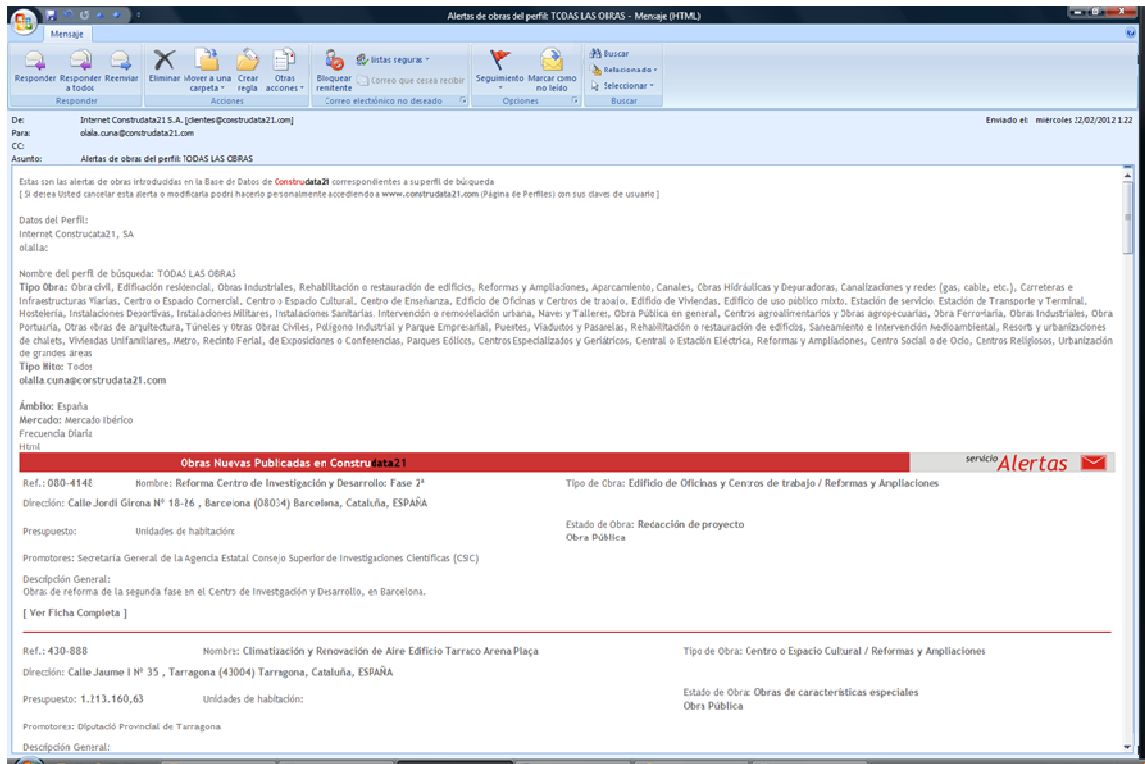 Alertas de obras del perfil: TODAS LAS OBRAS - Mensaje (HTML)
Mensaje
Responder Responder a todos Reenviar Eliminar Mover a una carpeta Crear regla Otras acciones Bloquear remitente listas seguras Correo que desea recibir Seguimiento Marcar como no leído Buscar Relacionado Seleccionar
Responder Acciones Correo electrónico no deseado Opciones Buscar
De: Internet Construdata21 S.A. [clientes@construdata21.com] Enviado el: miércoles 22/02/2012 1:22
Para: olalla.cuna@construdata21.com
CC:
Asunto: Alertas de obras del perfil: TODAS LAS OBRAS
Estas son las alertas de obras introducidas en la Base de Datos de Construdata21 correspondientes a su perfil de búsqueda
[ Si desea Usted cancelar esta alerta o modificarla podrá hacerlo personalmente accediendo a www.construdata21.com (Página de Perfiles) con sus claves de usuario ]
Datos del Perfil:
Internet Construdata21, SA
olalla:
Nombre del perfil de búsqueda: TODAS LAS OBRAS
Tipo Obra: Obra civil, Edificación residencial, Obras Industriales, Rehabilitación o restauración de edificios, Reformas y Ampliaciones, Aparcamiento, Canales, Obras Hidráulicas y Depuradoras, Canalizaciones y redes (gas, cable, etc.), Carreteras e
Infraestructuras Viarias, Centro o Espacio Comercial, Centro o Espacio Cultural, Centro de Enseñanza, Edificio de Oficinas y Centros de trabajo, Edificio de Viviendas, Edificio de uso público mixto, Estación de servicio, Estación de Transporte y Terminal,
Hostelería, Instalaciones Deportivas, Instalaciones Militares, Instalaciones Sanitarias, Intervención o remodelación urbana, Naves y Talleres, Obra Pública en general, Centros agroalimentarios y Obras agropecuarias, Obra Ferroviaria, Obras Industriales, Obra
Portuaria, Otras obras de arquitectura, Túneles y Otras Obras Civiles, Polígono Industrial y Parque Empresarial, Puentes, Viaductos y Pasarelas, Rehabilitación o restauración de edificios, Saneamiento e Intervención Medioambiental, Resorts y urbanizaciones
de chalets, Viviendas Unifamiliares, Metro, Recinto Ferial, de Exposiciones o Conferencias, Parques Eólicos, Centros Especializados y Geriátricos, Central o Estación Eléctrica, Reformas y Ampliaciones, Centro Social o de Ocio, Centros Religiosos, Urbanización
de grandes áreas
Tipo Hito: Todos
olalla.cuna@construdata21.com
Ámbito: España
Mercado: Mercado Ibérico
Frecuencia Diaria
Html
Obras Nuevas Publicadas en Construdata21 servicio Alertas
Ref.: 080-4148 Nombre: Reforma Centro de Investigación y Desarrollo: Fase 2ª Tipo de Obra: Edificio de Oficinas y Centros de trabajo / Reformas y Ampliaciones
Dirección: Calle Jordi Girona Nº 18-26 , Barcelona (08034) Barcelona, Cataluña, ESPAÑA
Presupuesto: Unidades de habitación: Estado de Obra: Redacción de proyecto
Obra Pública
Promotores: Secretaría General de la Agencia Estatal Consejo Superior de Investigaciones Científicas (CSIC)
Descripción General:
Obras de reforma de la segunda fase en el Centro de Investigación y Desarrollo, en Barcelona.
[ Ver Ficha Completa ]
Ref.: 430-888 Nombre: Climatización y Renovación de Aire Edificio Tarraco Arena Plaça Tipo de Obra: Centro o Espacio Cultural / Reformas y Ampliaciones
Dirección: Calle Jaume I Nº 35 , Tarragona (43004) Tarragona, Cataluña, ESPAÑA
Presupuesto: 1.213.160,63 Unidades de habitación: Estado de Obra: Obras de características especiales
Obra Pública
Promotores: Diputació Provincial de Tarragona
Descripción General: